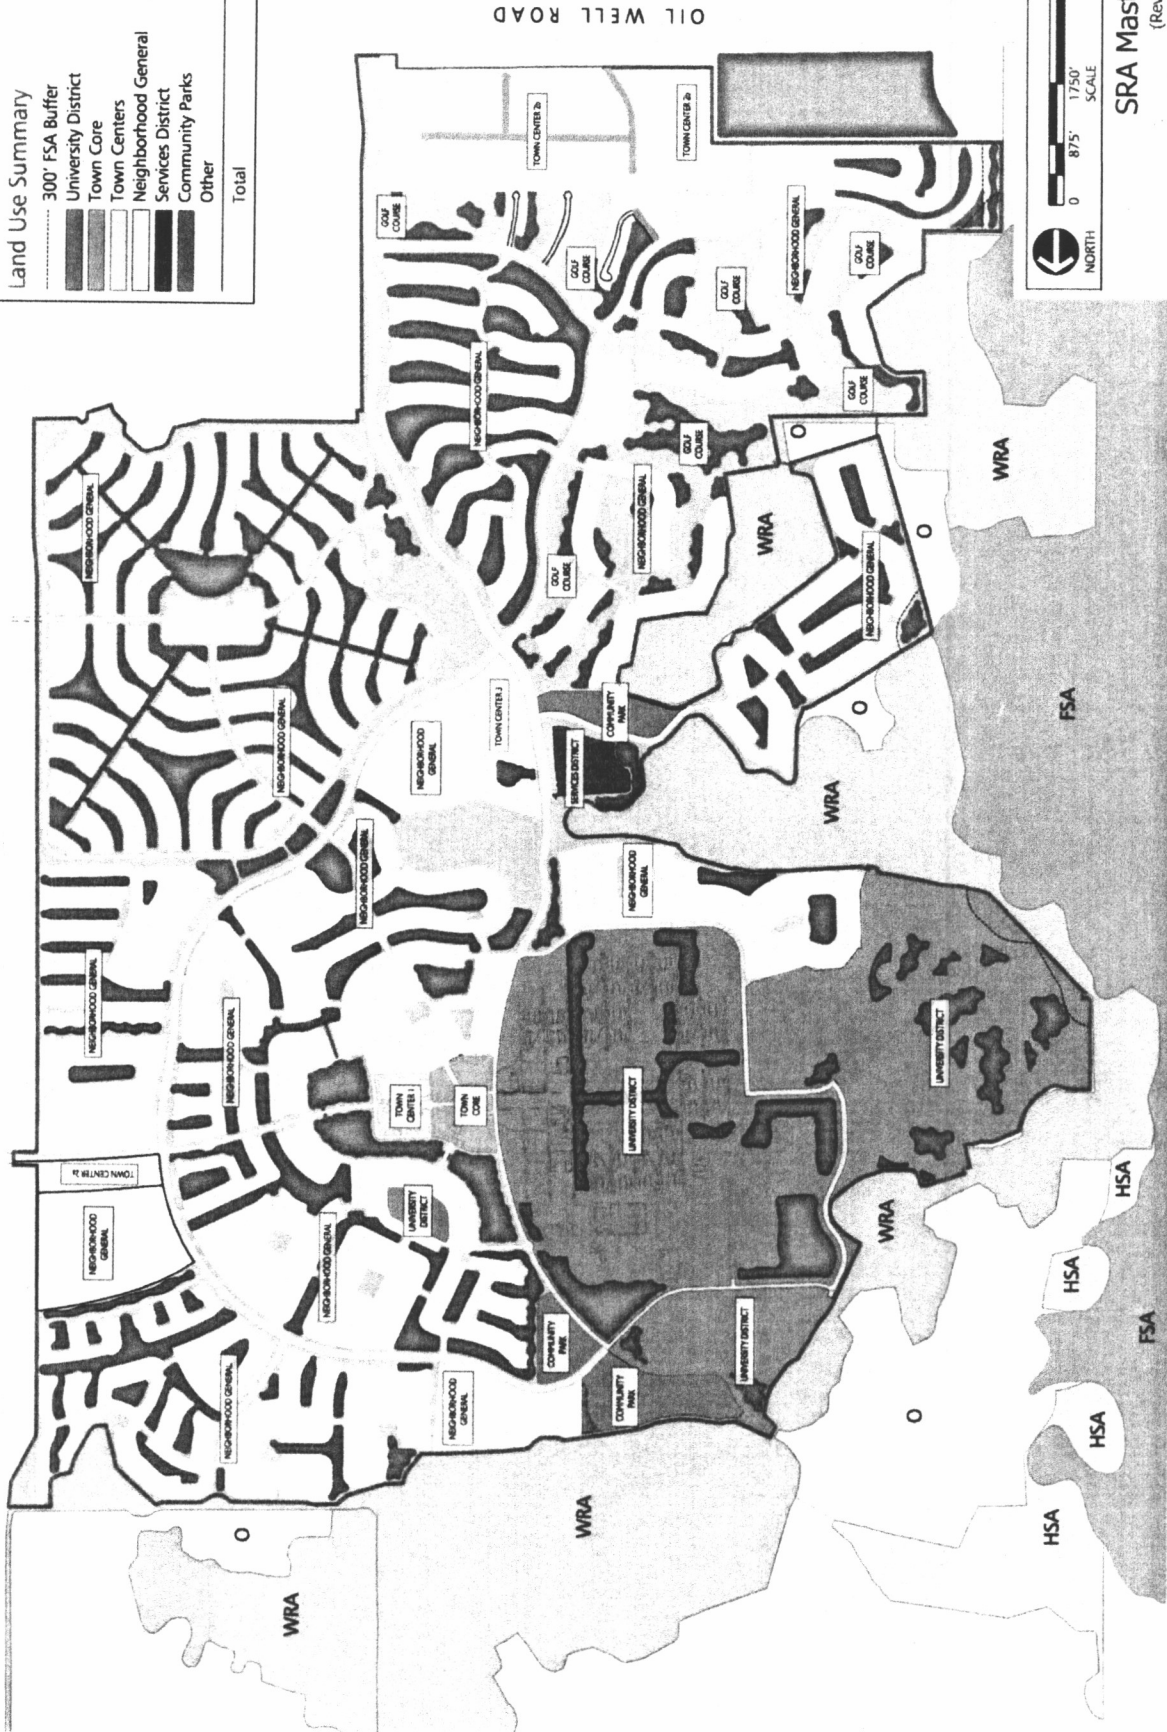 OIL WELL ROAD
Land Use Summary
300' FSA Buffer
University District
Town Core
Town Centers
Neighborhood General
Services District
Community Parks
Other
Total
NEIGHBORHOOD GENERAL
NEIGHBORHOOD GENERAL
NEIGHBORHOOD GENERAL
TOWN CENTER 2a
NEIGHBORHOOD
GENERAL
NEIGHBORHOOD GENERAL
NEIGHBORHOOD GENERAL
NEIGHBORHOOD GENERAL
NEIGHBORHOOD GENERAL
NEIGHBORHOOD
GENERAL
NEIGHBORHOOD
GENERAL
UNIVERSITY
DISTRICT
TOWN
CENTER 1
TOWN
CORE
TOWN CENTER 3
GOLF
COURSE
NEIGHBORHOOD GENERAL
TOWN CENTER 2b
TOWN CENTER 2b
GOLF
COURSE
GOLF
COURSE
GOLF
COURSE
NEIGHBORHOOD GENERAL
GOLF
COURSE
GOLF
COURSE
GOLF
COURSE
NEIGHBORHOOD GENERAL
COMMUNITY
PARK
SERVICES DISTRICT
NEIGHBORHOOD
GENERAL
UNIVERSITY DISTRICT
COMMUNITY
PARK
COMMUNITY
PARK
UNIVERSITY DISTRICT
UNIVERSITY DISTRICT
NEIGHBORHOOD GENERAL
O
WRA
WRA
O
O
WRA
WRA
FSA
WRA
O
WRA
O
WRA
HSA
HSA
HSA
HSA
FSA
NORTH
0 875' 1750'
SCALE
SRA Mas
(Rev